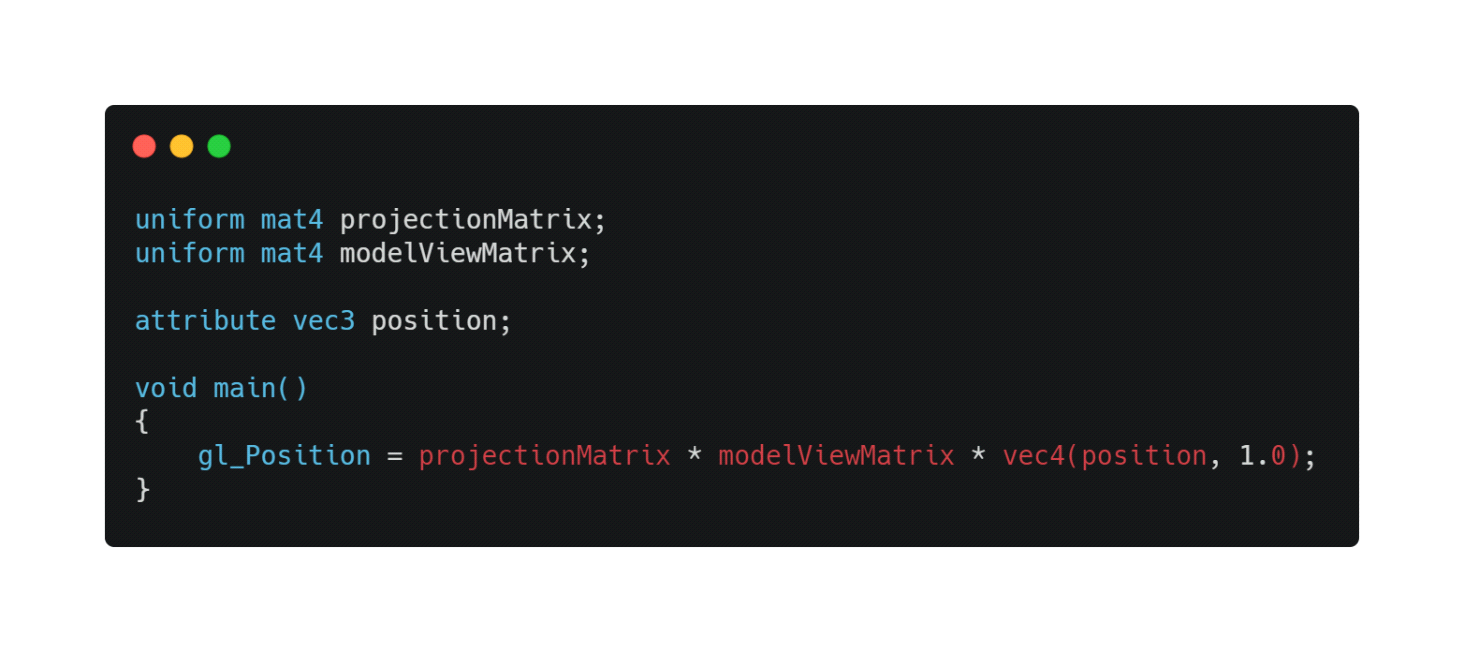 uniform mat4 projectionMatrix;
uniform mat4 modelViewMatrix;
attribute vec3 position;
void main()
{
    gl_Position = projectionMatrix * modelViewMatrix * vec4(position, 1.0);
}